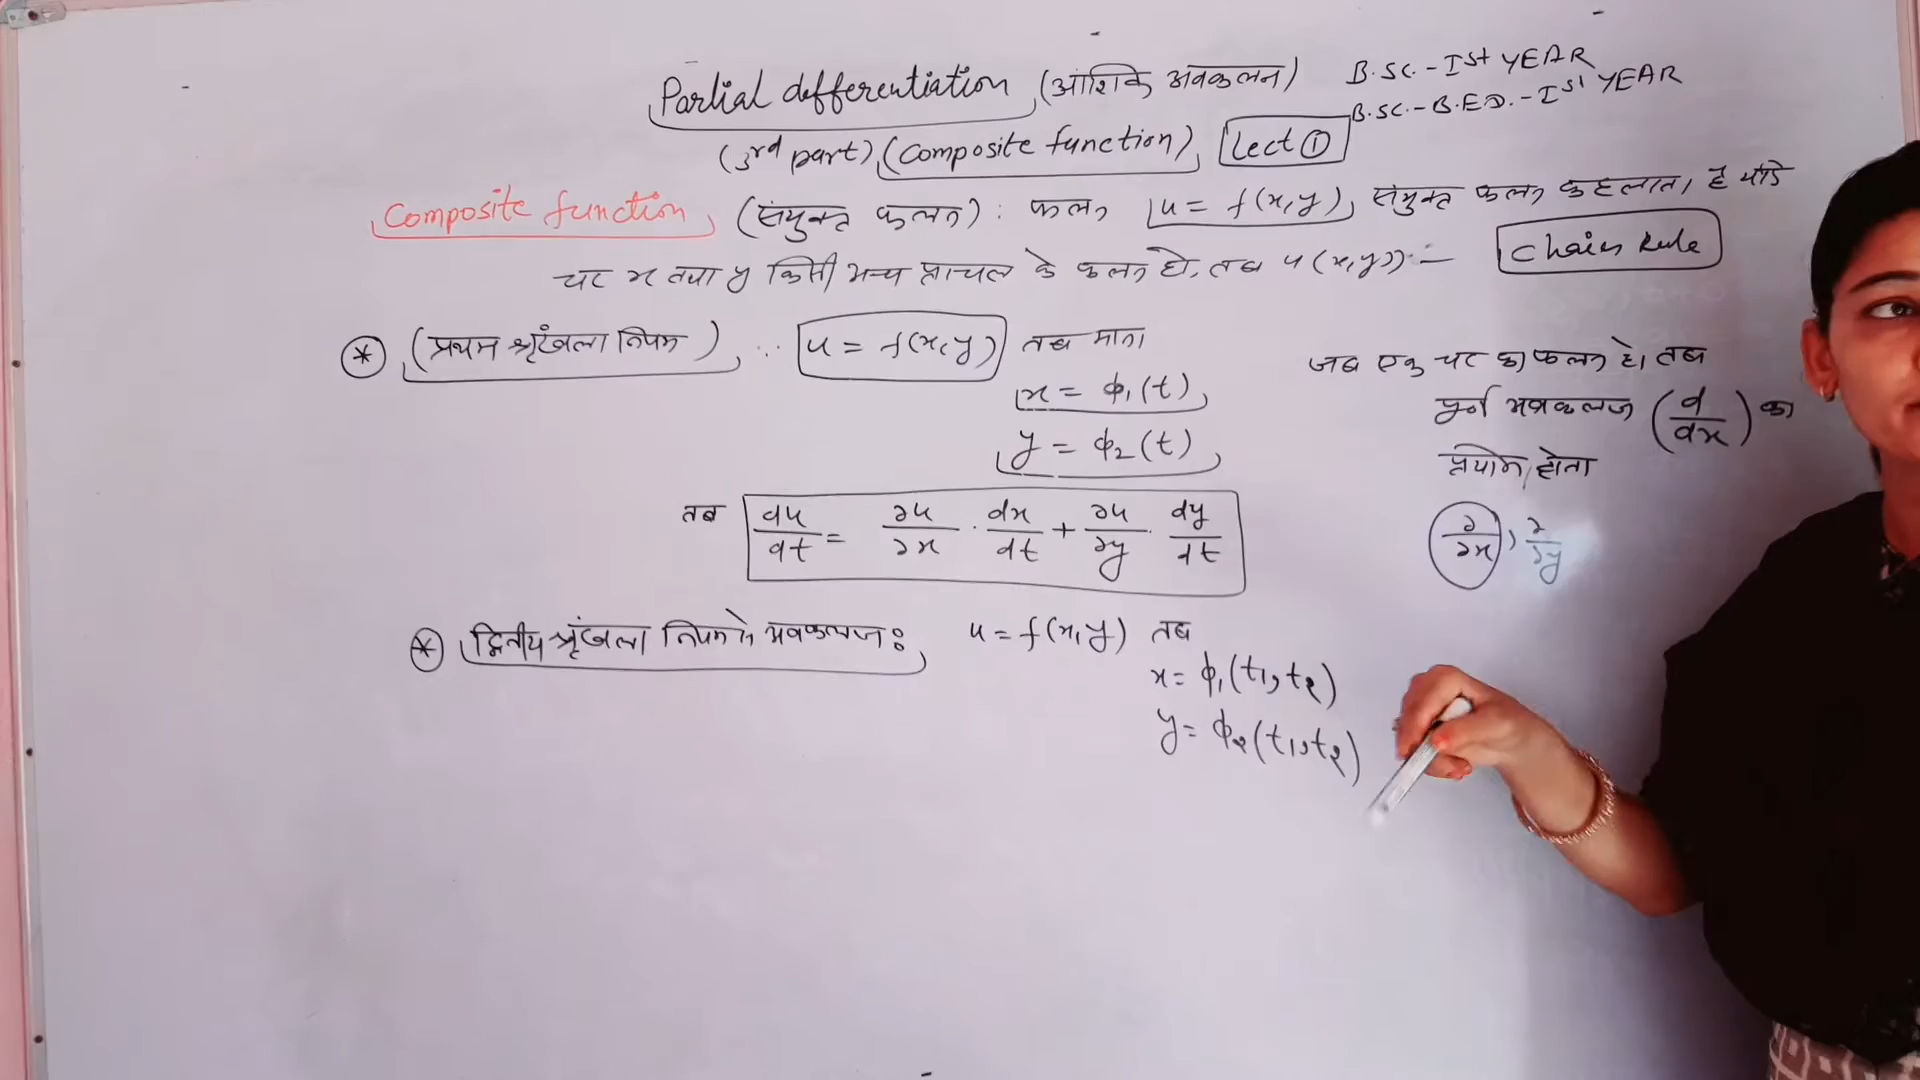 Partial differentiation (आंशिक अवकलन) B.SC.-Ist YEAR
B.SC.-B.ED.-Ist YEAR
(3rd part) (Composite function) Lect ①
Composite function (संयुक्त फलन) : फलन u = f(x,y) संयुक्त फलन कहलाता है यदि
चर x तथा y किसी अन्य प्राचल के फलन हो, तब u(x,y) :-
Chain Rule
* (प्रथम श्रृंखला नियम) ... u = f(x,y) तब माना
x = ϕ₁(t)
y = ϕ₂(t)
तब du/dt = ∂u/∂x · dx/dt + ∂u/∂y · dy/dt
जब एक चर का फलन हो, तब
पूर्ण अवकलज (d/dx) का
प्रयोग होता
∂/∂x, ∂/∂y
* द्वितीय श्रृंखला नियम के अवकलज: u = f(x,y) तब
x = ϕ₁(t₁,t₂)
y = ϕ₂(t₁,t₂)